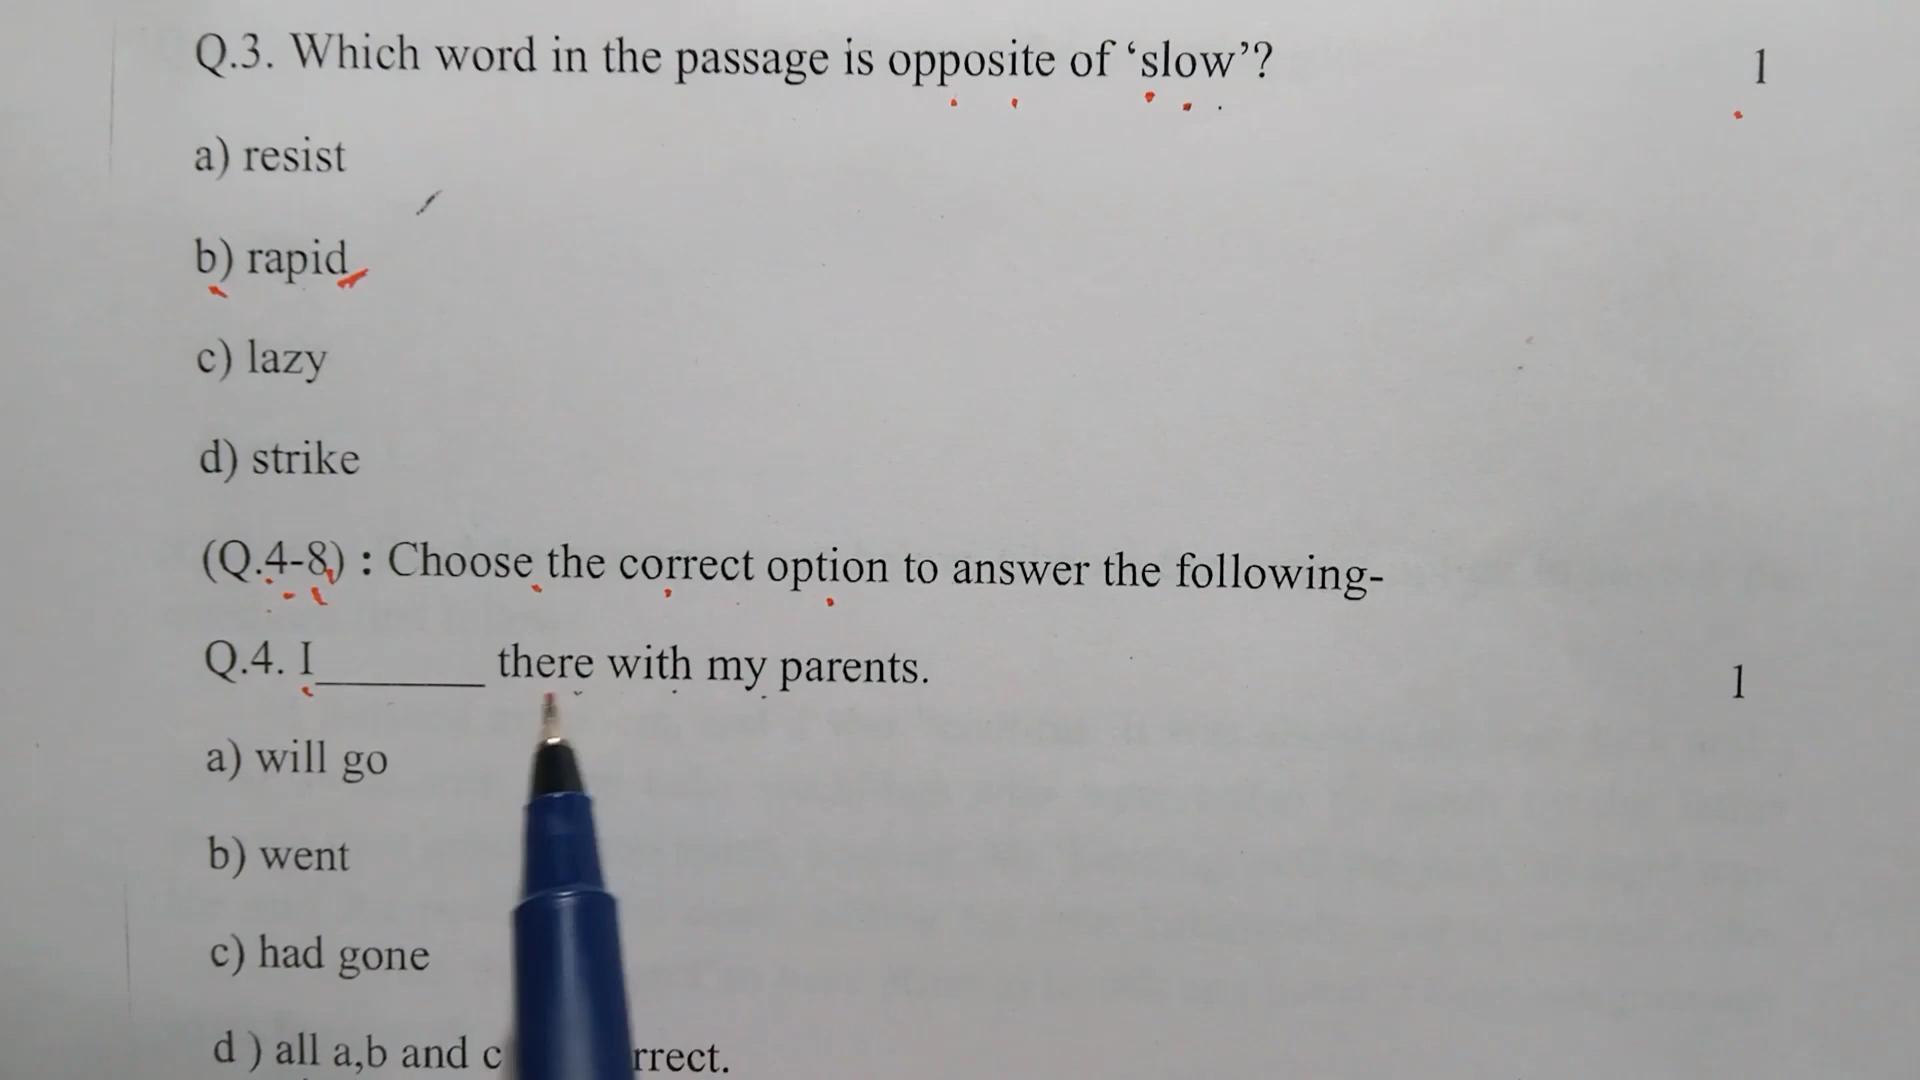 Q.3. Which word in the passage is opposite of ‘slow’? 1
a) resist
b) rapid
c) lazy
d) strike
(Q.4-8) : Choose the correct option to answer the following-
Q.4. I________ there with my parents. 1
a) will go
b) went
c) had gone
d ) all a,b and c rrect.